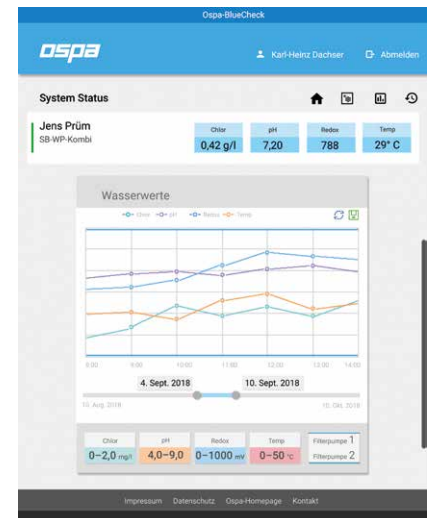 Ospa-BlueCheck
ospa
Karl-Heinz Dachser
Abmelden
System Status
Jens Prüm
SB-WP-Kombi
Chlor pH Redox Temp
0,42 g/l 7,20 788 29° C
Wasserwerte
Chlor pH Redox Temp
8:00 9:00 10:00 11:00 12:00 13:00 14:00
4. Sept. 2018 10. Sept. 2018
10. Aug. 2018 10. Okt. 2018
Chlor pH Redox Temp Filterpumpe 1
0–2,0 mg/l 4,0–9,0 0–1000 mV 0–50 °C Filterpumpe 2
Impressum Datenschutz Ospa-Homepage Kontakt